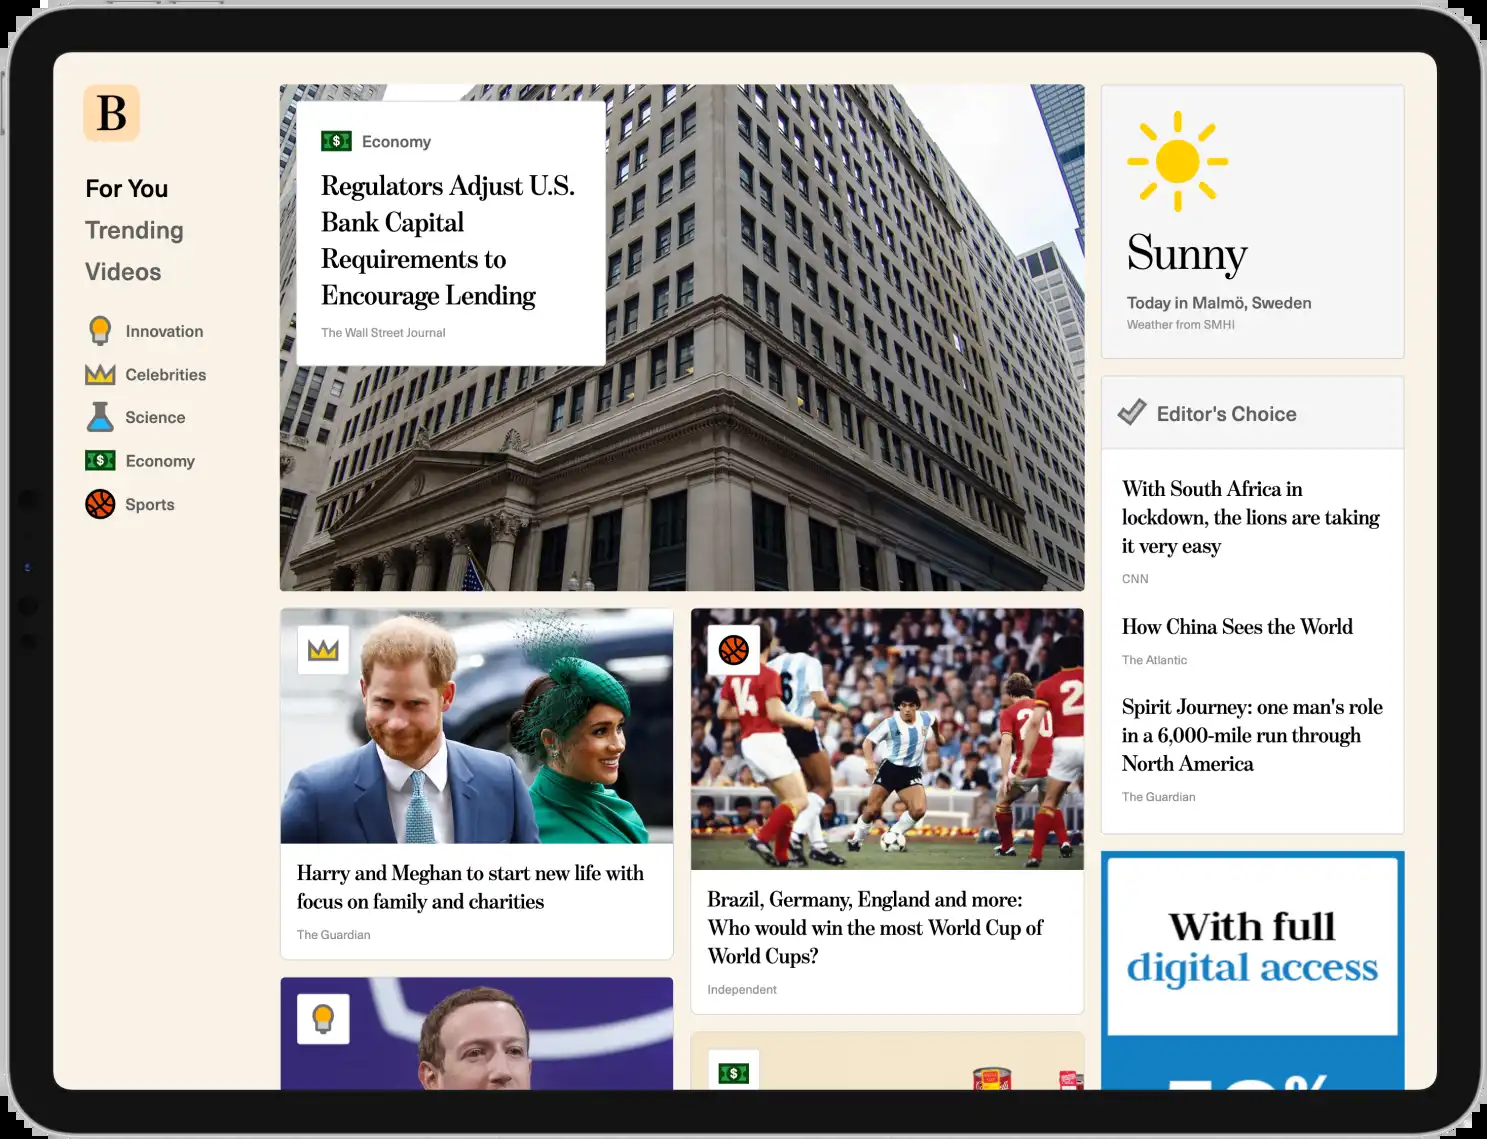 B
For You
Trending
Videos
Innovation
Celebrities
Science
Economy
Sports
Economy
Regulators Adjust U.S.
Bank Capital
Requirements to
Encourage Lending
The Wall Street Journal
Harry and Meghan to start new life with
focus on family and charities
The Guardian
14
6
20
2
Brazil, Germany, England and more:
Who would win the most World Cup of
World Cups?
Independent
Sunny
Today in Malmö, Sweden
Weather from SMHI
Editor's Choice
With South Africa in
lockdown, the lions are taking
it very easy
CNN
How China Sees the World
The Atlantic
Spirit Journey: one man's role
in a 6,000-mile run through
North America
The Guardian
With full
digital access